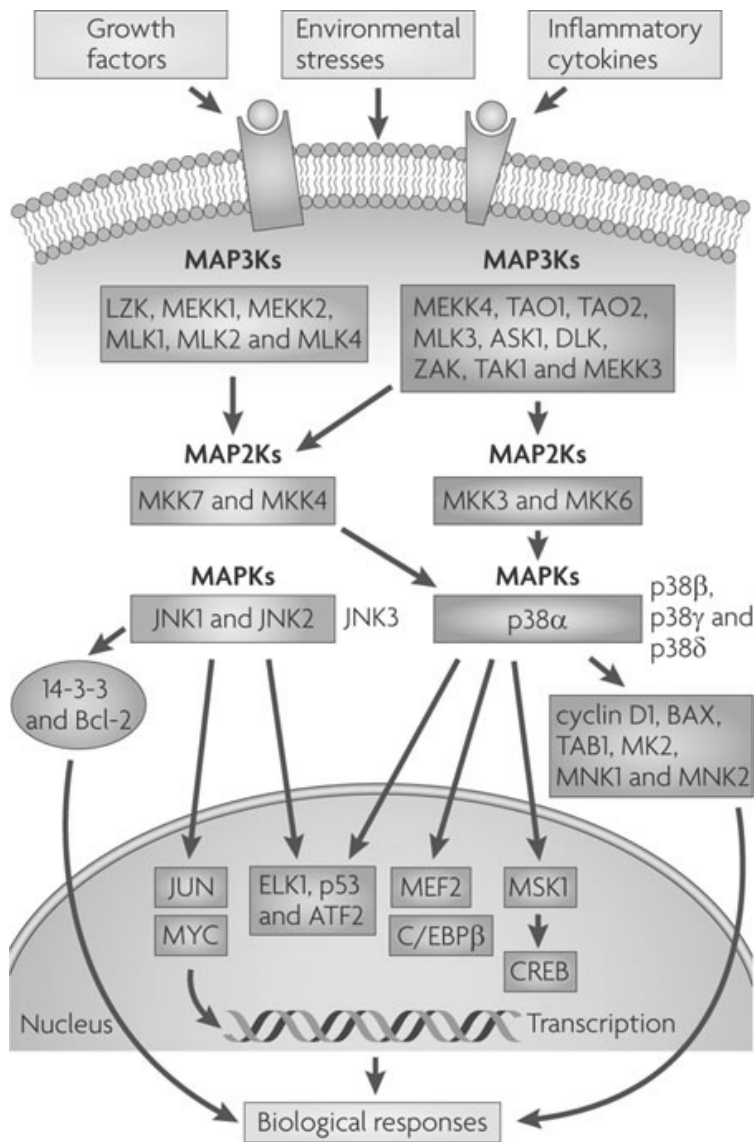 Growth
factors
Environmental
stresses
Inflammatory
cytokines
MAP3Ks
MAP3Ks
LZK, MEKK1, MEKK2,
MLK1, MLK2 and MLK4
MEKK4, TAO1, TAO2,
MLK3, ASK1, DLK,
ZAK, TAK1 and MEKK3
MAP2Ks
MAP2Ks
MKK7 and MKK4
MKK3 and MKK6
MAPKs
MAPKs
JNK1 and JNK2
JNK3
p38α
p38β,
p38γ and
p38δ
14-3-3
and Bcl-2
cyclin D1, BAX,
TAB1, MK2,
MNK1 and MNK2
JUN
MYC
ELK1, p53
and ATF2
MEF2
C/EBPβ
MSK1
CREB
Nucleus
Transcription
Biological responses